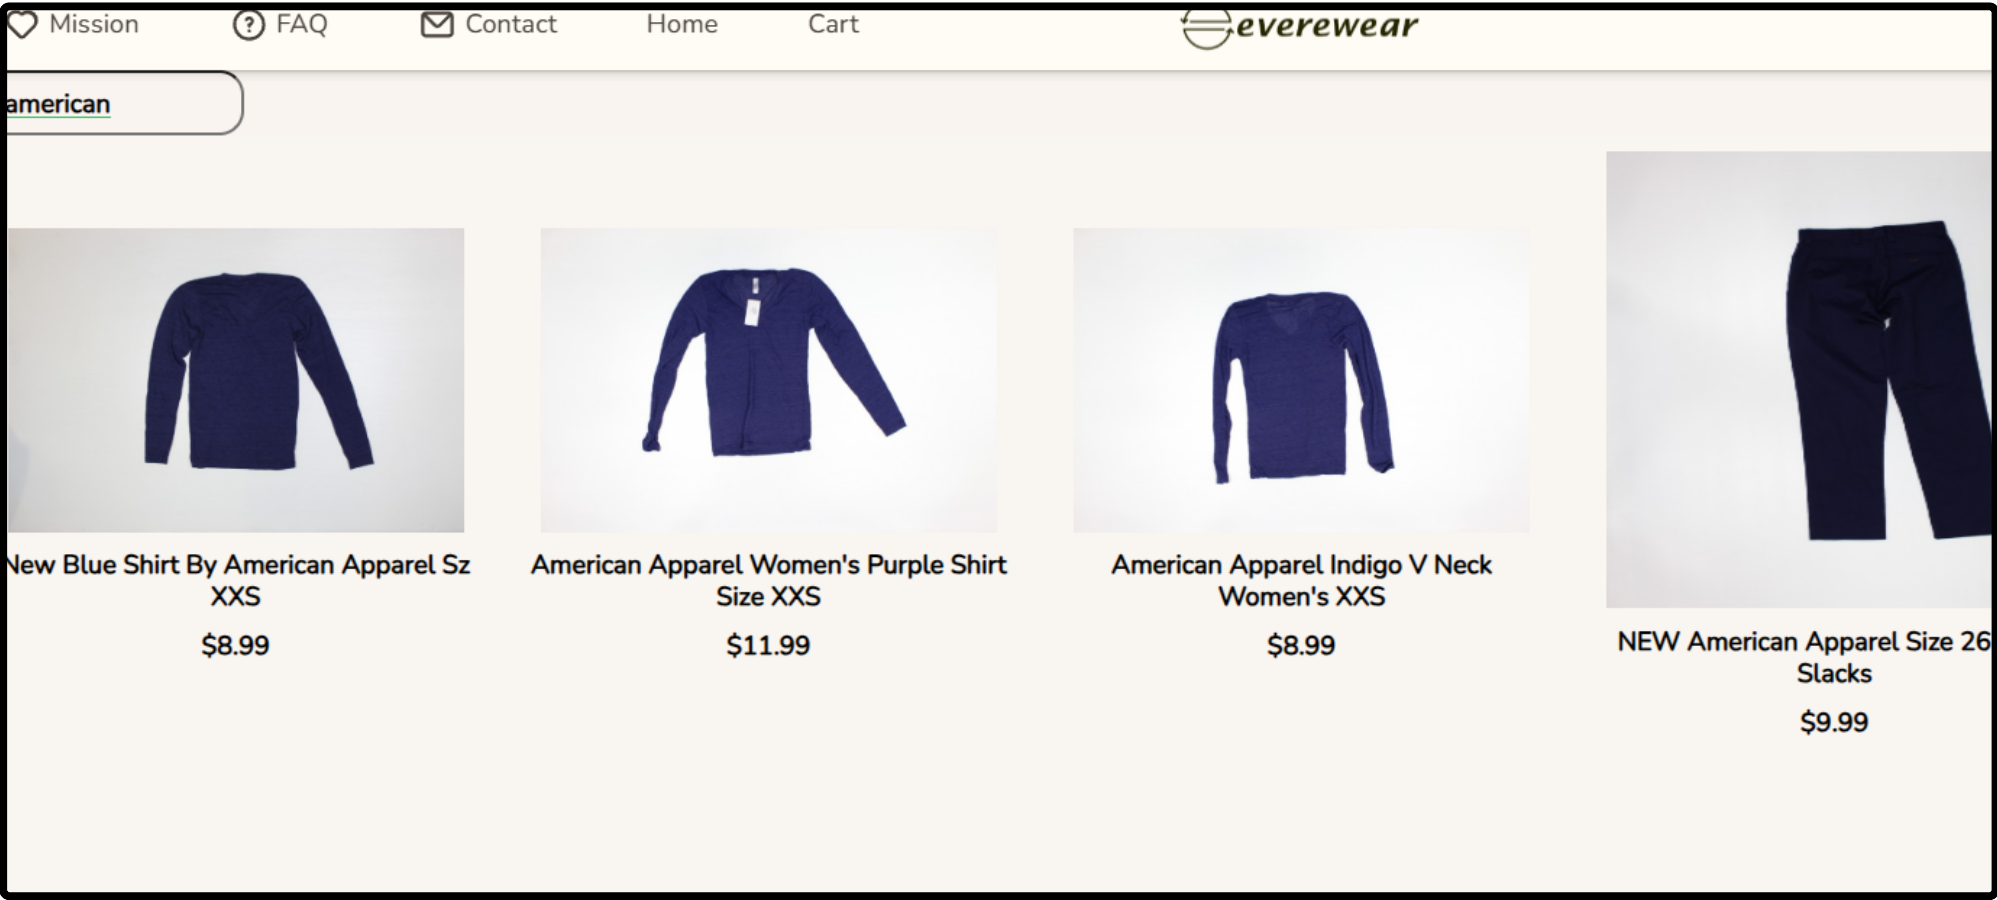 Mission FAQ Contact Home Cart everewear
american
New Blue Shirt By American Apparel Sz
XXS
$8.99
American Apparel Women's Purple Shirt
Size XXS
$11.99
American Apparel Indigo V Neck
Women's XXS
$8.99
NEW American Apparel Size 26
Slacks
$9.99